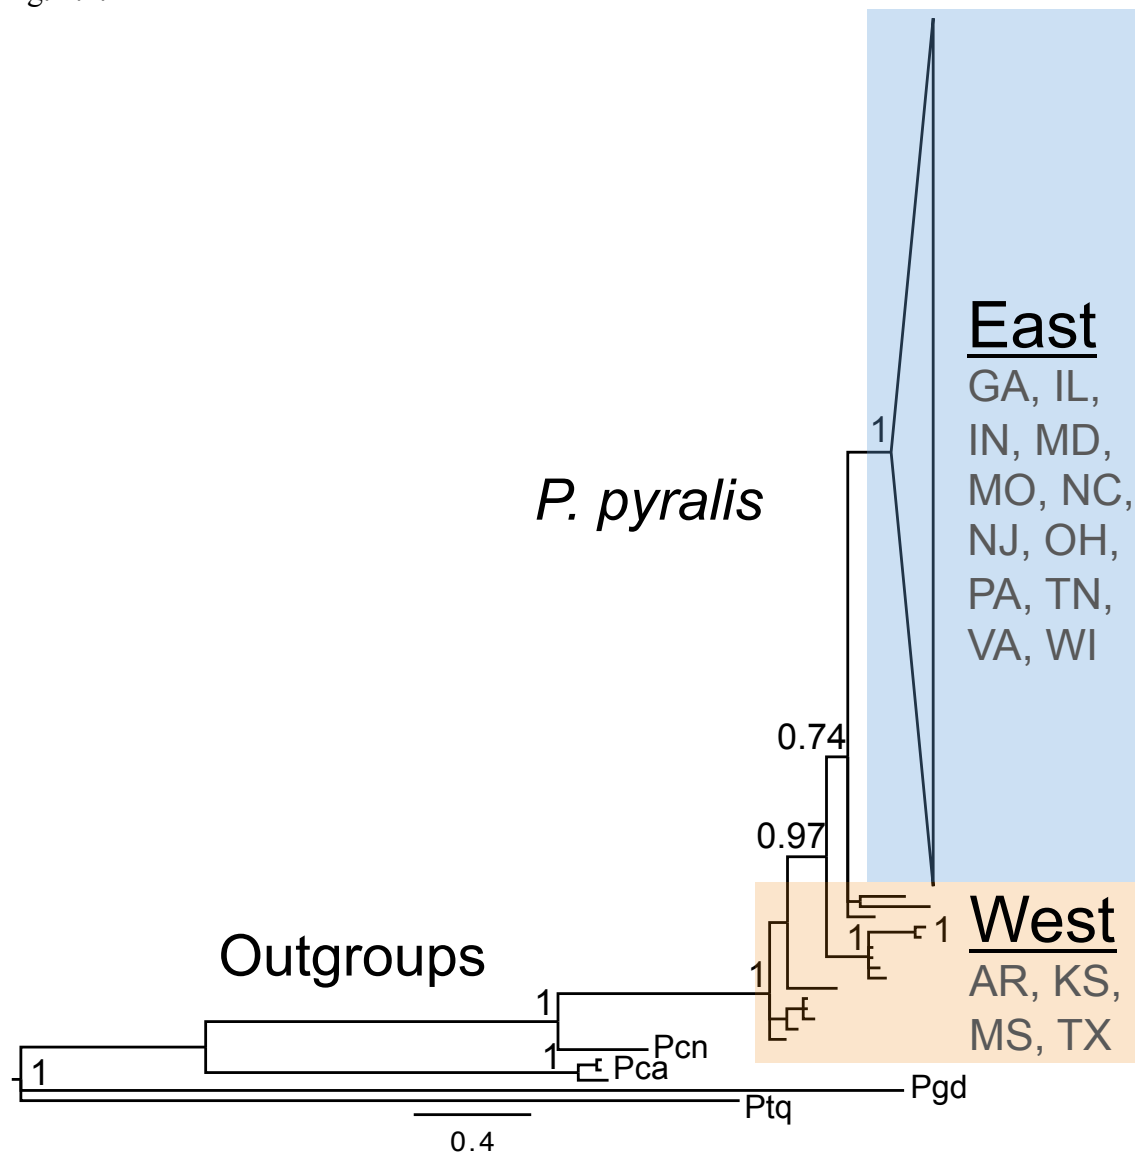 East
GA, IL,
IN, MD,
MO, NC,
NJ, OH,
PA, TN,
VA, WI
1
P. pyralis
0.74
0.97
West
AR, KS,
MS, TX
1
1
1
Outgroups
1
Pcn
1
Pca
1
Pgd
Ptq
0.4